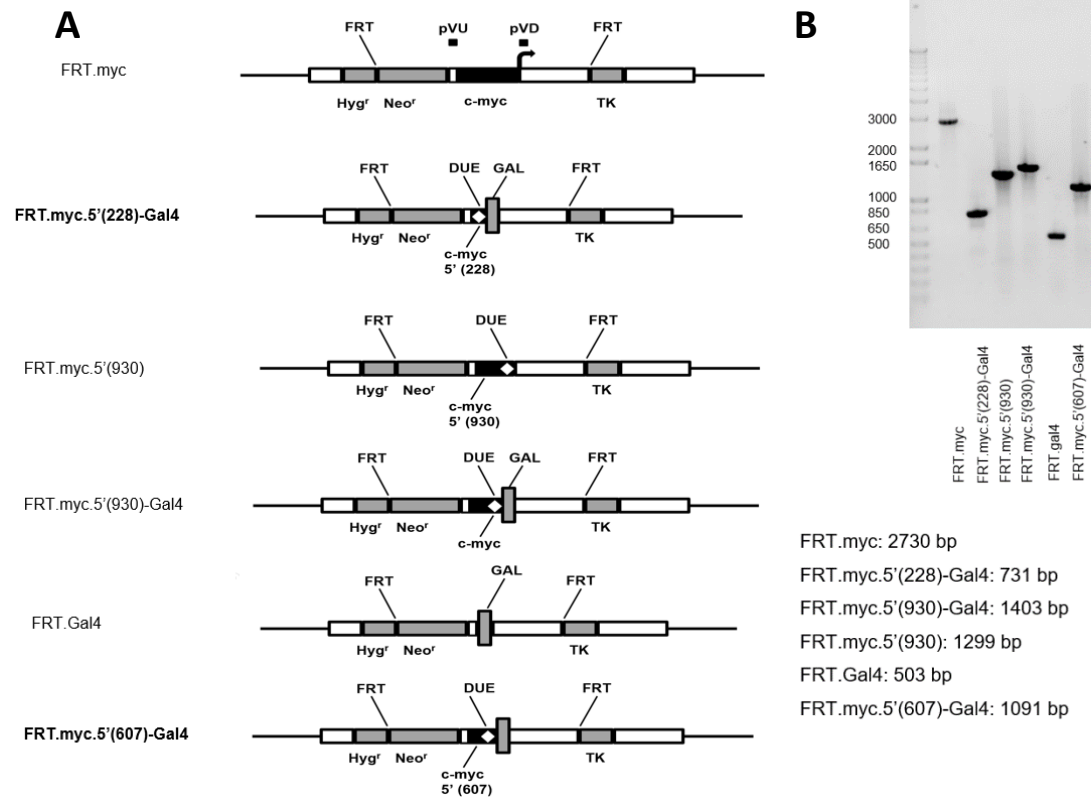 A
B
FRT.myc
FRT
pVU
pVD
FRT
Hygʳ
Neoʳ
c-myc
TK
FRT.myc.5'(228)-Gal4
FRT
DUE
GAL
FRT
Hygʳ
Neoʳ
TK
c-myc
5' (228)
FRT.myc.5'(930)
FRT
DUE
FRT
Hygʳ
Neoʳ
TK
c-myc
5' (930)
FRT.myc.5'(930)-Gal4
FRT
DUE
GAL
FRT
Hygʳ
Neoʳ
TK
c-myc
FRT.Gal4
FRT
GAL
FRT
Hygʳ
Neoʳ
TK
FRT.myc.5'(607)-Gal4
FRT
DUE
FRT
Hygʳ
Neoʳ
TK
c-myc
5' (607)
3000
2000
1650
1000
850
650
500
FRT.myc
FRT.myc.5'(228)-Gal4
FRT.myc.5'(930)
FRT.myc.5'(930)-Gal4
FRT.gal4
FRT.myc.5'(607)-Gal4
FRT.myc: 2730 bp
FRT.myc.5'(228)-Gal4: 731 bp
FRT.myc.5'(930)-Gal4: 1403 bp
FRT.myc.5'(930): 1299 bp
FRT.Gal4: 503 bp
FRT.myc.5'(607)-Gal4: 1091 bp